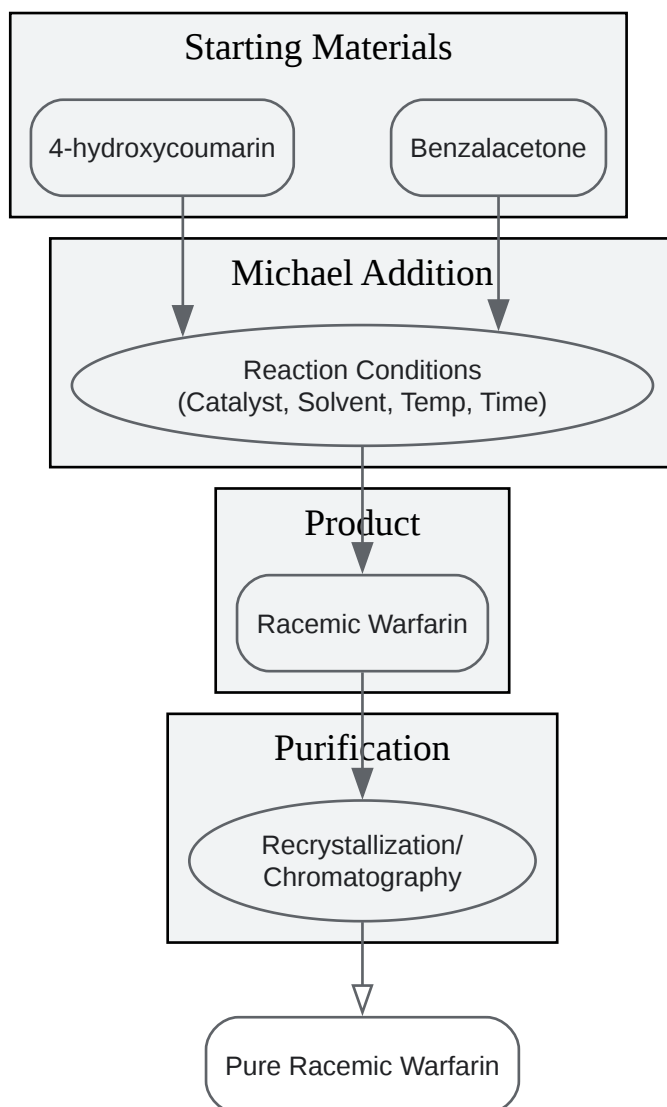 Starting Materials
4-hydroxycoumarin
Benzalacetone
Michael Addition
Reaction Conditions
(Catalyst, Solvent, Temp, Time)
Product
Racemic Warfarin
Purification
Recrystallization/
Chromatography
Pure Racemic Warfarin